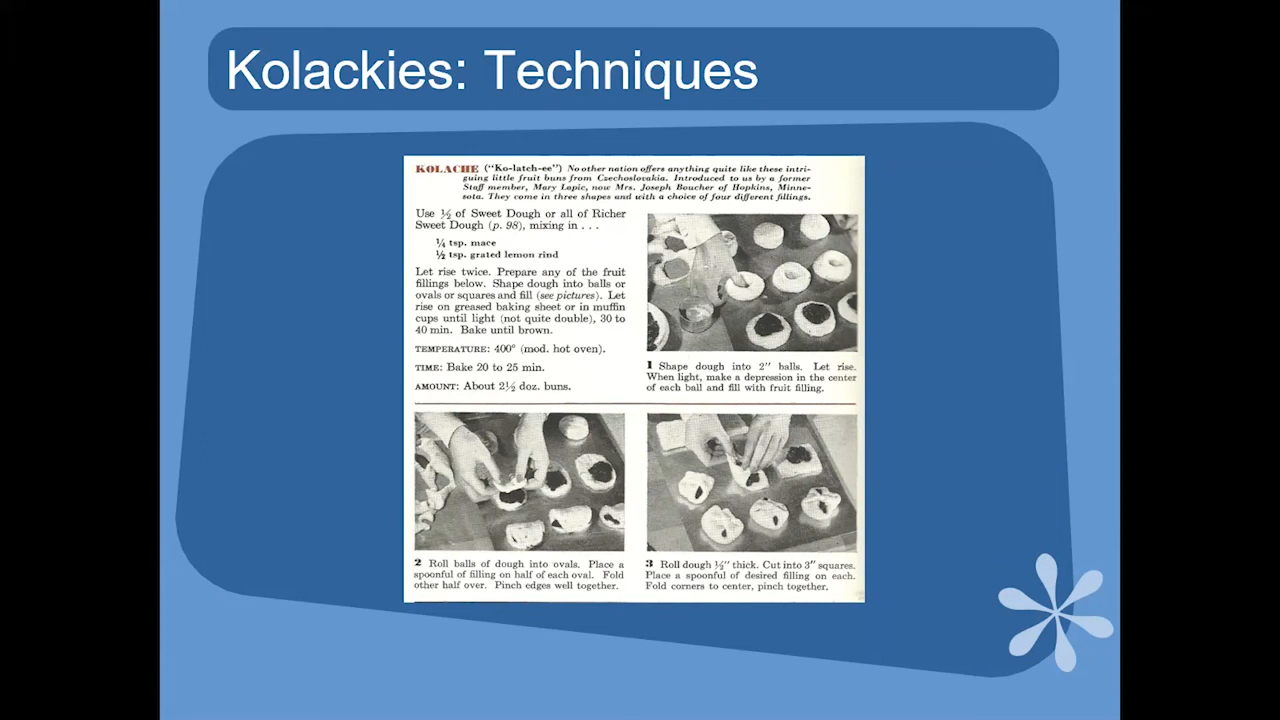 Kolackies: Techniques
KOLACHE ("Ko-latch-ee") No other nation offers anything quite like these intri-
guing little fruit buns from Czechoslovakia. Introduced to us by a former
Staff member, Mary Lapic, now Mrs. Joseph Boucher of Hopkins, Minne-
sota. They come in three shapes and with a choice of four different fillings.
Use ½ of Sweet Dough or all of Richer
Sweet Dough (p. 98), mixing in . . .
¼ tsp. mace
½ tsp. grated lemon rind
Let rise twice. Prepare any of the fruit
fillings below. Shape dough into balls or
ovals or squares and fill (see pictures). Let
rise on greased baking sheet or in muffin
cups until light (not quite double), 30 to
40 min. Bake until brown.
TEMPERATURE: 400° (mod. hot oven).
TIME: Bake 20 to 25 min.
AMOUNT: About 2½ doz. buns.
1 Shape dough into 2" balls. Let rise.
When light, make a depression in the center
of each ball and fill with fruit filling.
2 Roll balls of dough into ovals. Place a
spoonful of filling on half of each oval. Fold
other half over. Pinch edges well together.
3 Roll dough ½" thick. Cut into 3" squares.
Place a spoonful of desired filling on each.
Fold corners to center, pinch together.